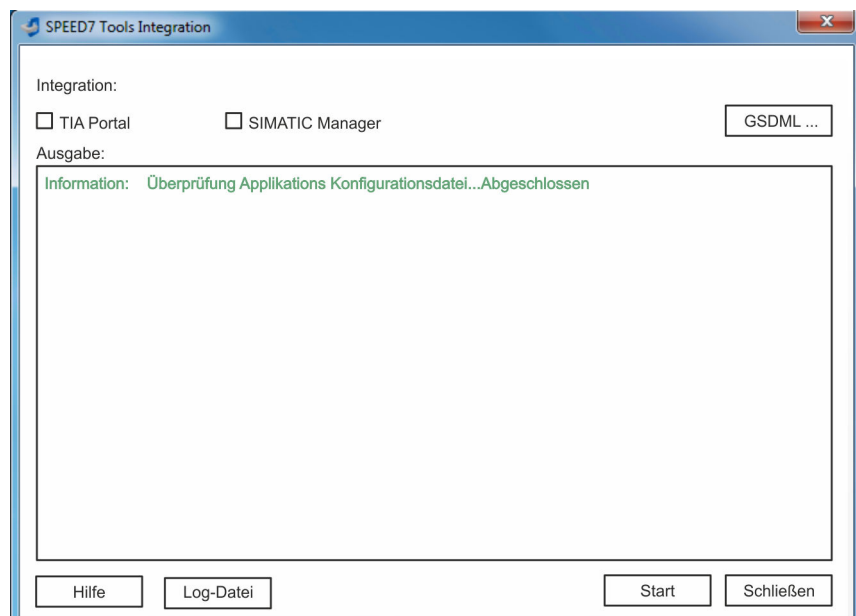 SPEED7 Tools Integration
Integration:
TIA Portal
SIMATIC Manager
GSDML ...
Ausgabe:
Information: Überprüfung Applikations Konfigurationsdatei...Abgeschlossen
Hilfe
Log-Datei
Start
Schließen